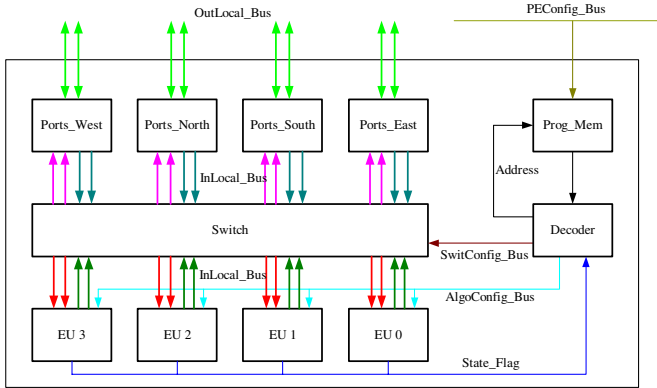 OutLocal_Bus
PEConfig_Bus
Ports_West
Ports_North
Ports_South
Ports_East
Prog_Mem
InLocal_Bus
Address
Switch
Decoder
SwitConfig_Bus
InLocal_Bus
AlgoConfig_Bus
EU 3
EU 2
EU 1
EU 0
State_Flag